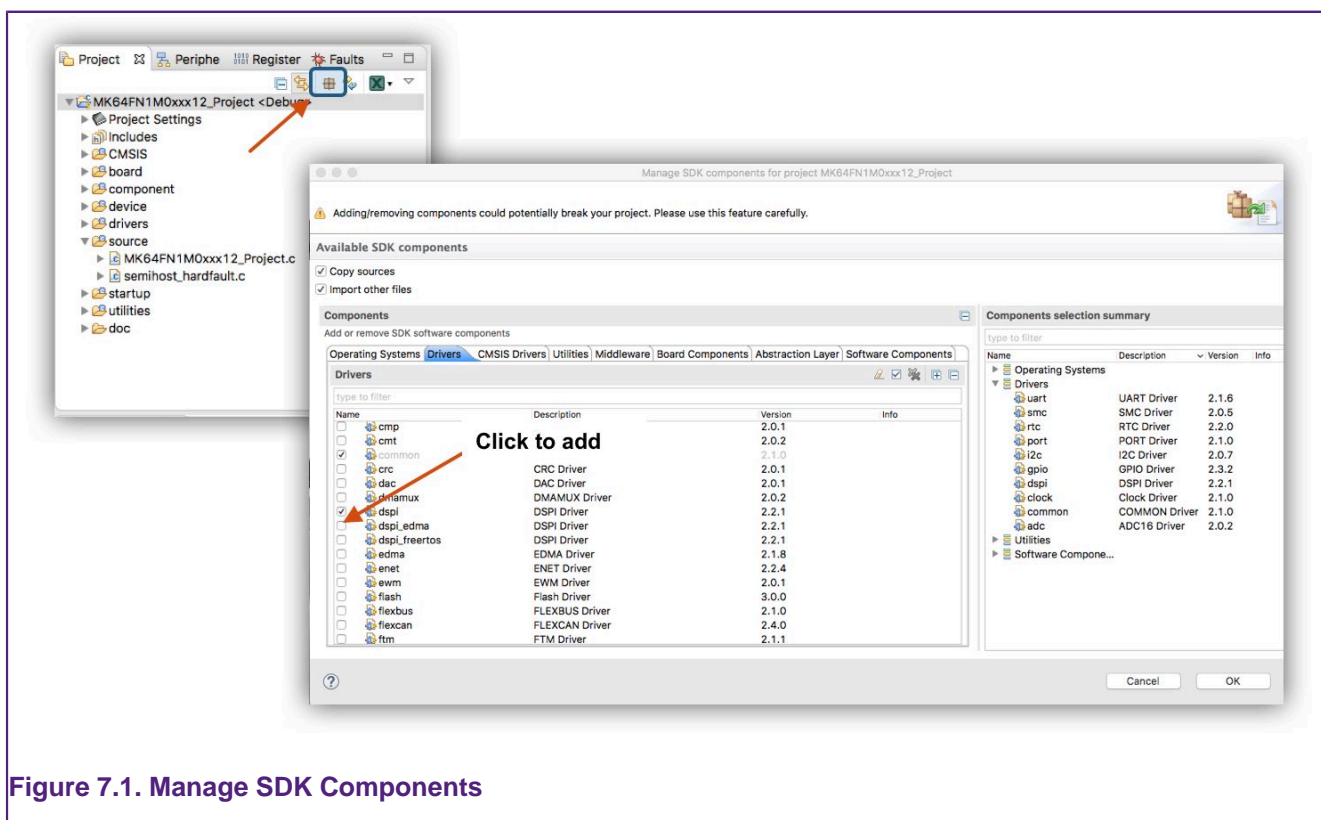 Project Periphe Register Faults
MK64FN1M0xxx12_Project <Debug>
Project Settings
Includes
CMSIS
board
component
device
drivers
source
MK64FN1M0xxx12_Project.c
semihost_hardfault.c
startup
utilities
doc
Manage SDK components for project MK64FN1M0xxx12_Project
Adding/removing components could potentially break your project. Please use this feature carefully.
Available SDK components
Copy sources
Import other files
Components
Add or remove SDK software components
Operating Systems Drivers CMSIS Drivers Utilities Middleware Board Components Abstraction Layer Software Components
Drivers
type to filter
Name Description Version Info
cmp 2.0.1
cmt 2.0.2
common 2.1.0
crc CRC Driver 2.0.1
dac DAC Driver 2.0.1
dmamux DMAMUX Driver 2.0.2
dspi DSPI Driver 2.2.1
dspi_edma DSPI Driver 2.2.1
dspi_freertos DSPI Driver 2.2.1
edma EDMA Driver 2.1.8
enet ENET Driver 2.2.4
ewm EWM Driver 2.0.1
flash Flash Driver 3.0.0
flexbus FLEXBUS Driver 2.1.0
flexcan FLEXCAN Driver 2.4.0
ftm FTM Driver 2.1.1
Click to add
Components selection summary
type to filter
Name Description Version Info
Operating Systems
Drivers
uart UART Driver 2.1.6
smc SMC Driver 2.0.5
rtc RTC Driver 2.2.0
port PORT Driver 2.1.0
i2c I2C Driver 2.0.7
gpio GPIO Driver 2.3.2
dspi DSPI Driver 2.2.1
clock Clock Driver 2.1.0
common COMMON Driver 2.1.0
adc ADC16 Driver 2.0.2
Utilities
Software Compone...
Cancel OK
Figure 7.1. Manage SDK Components